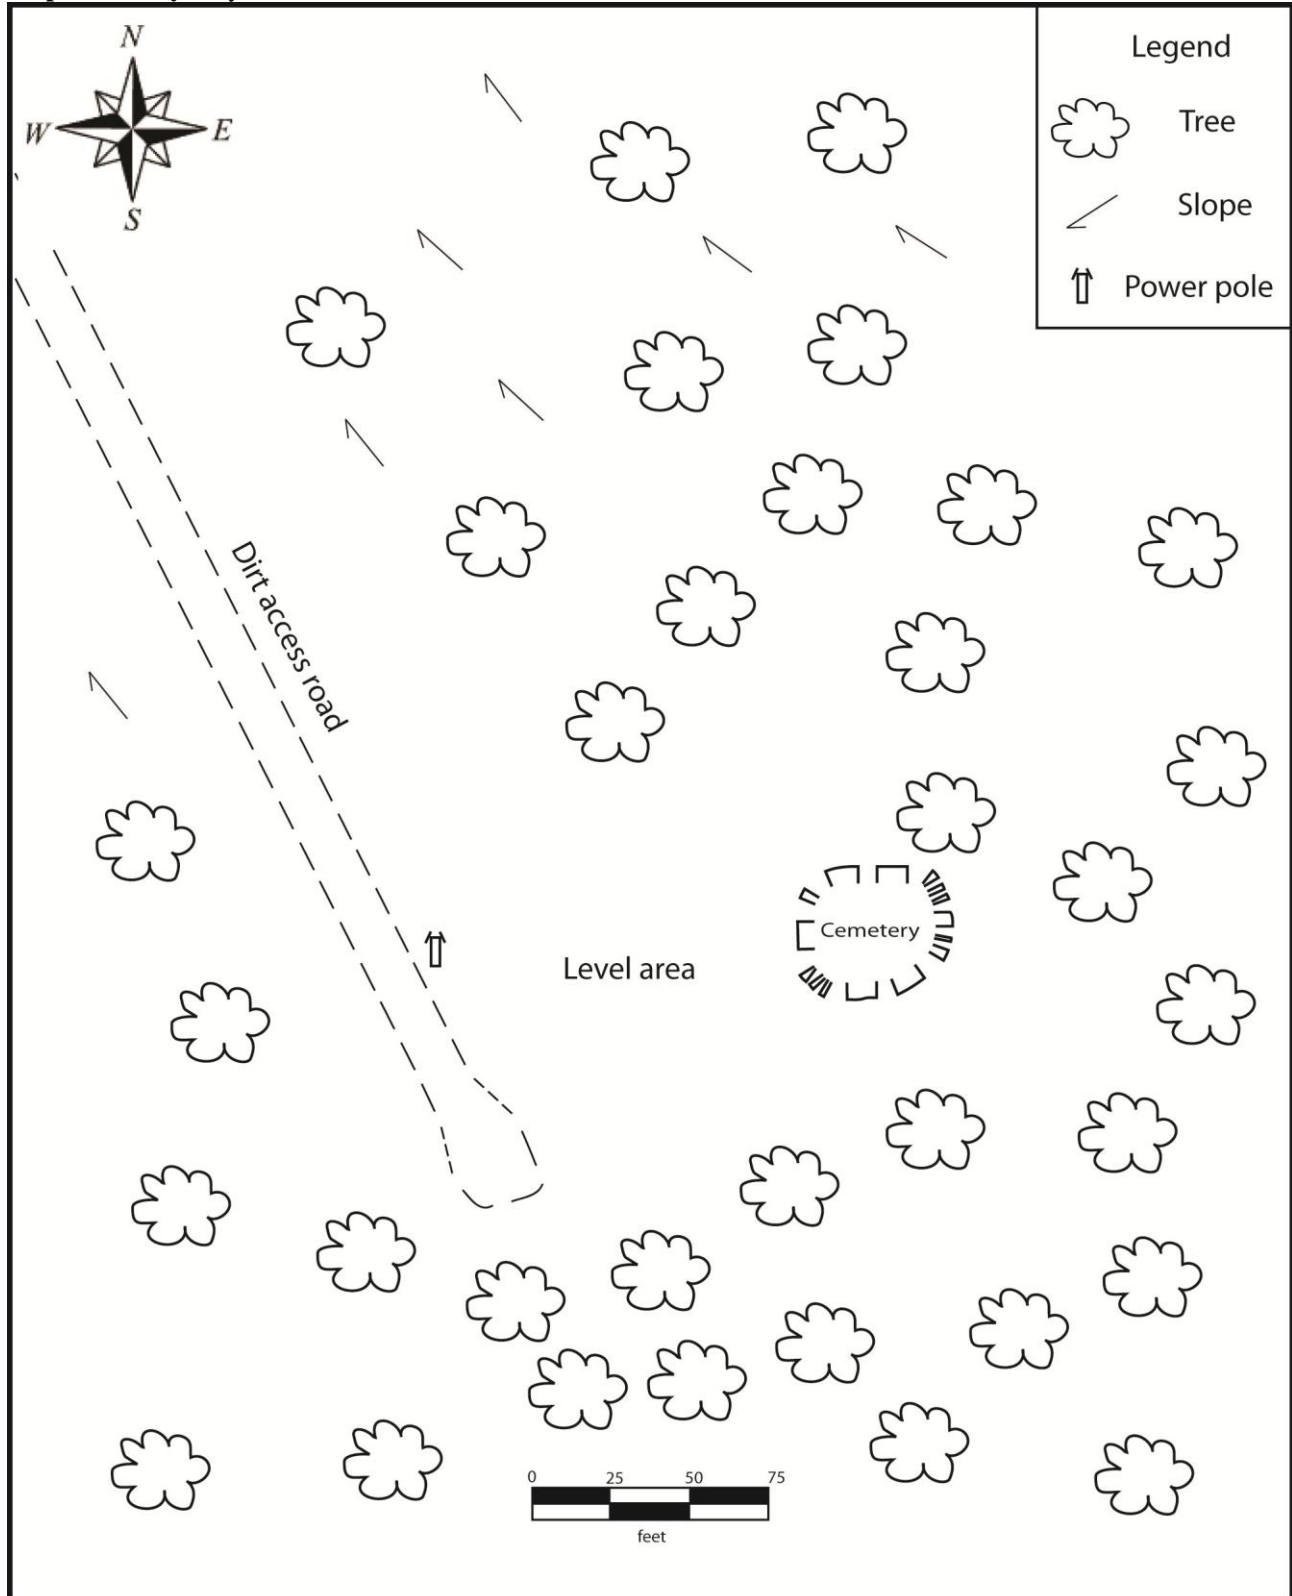 N
W
E
S
Legend
Tree
Slope
Power pole
Dirt access road
Cemetery
Level area
0 25 50 75
feet